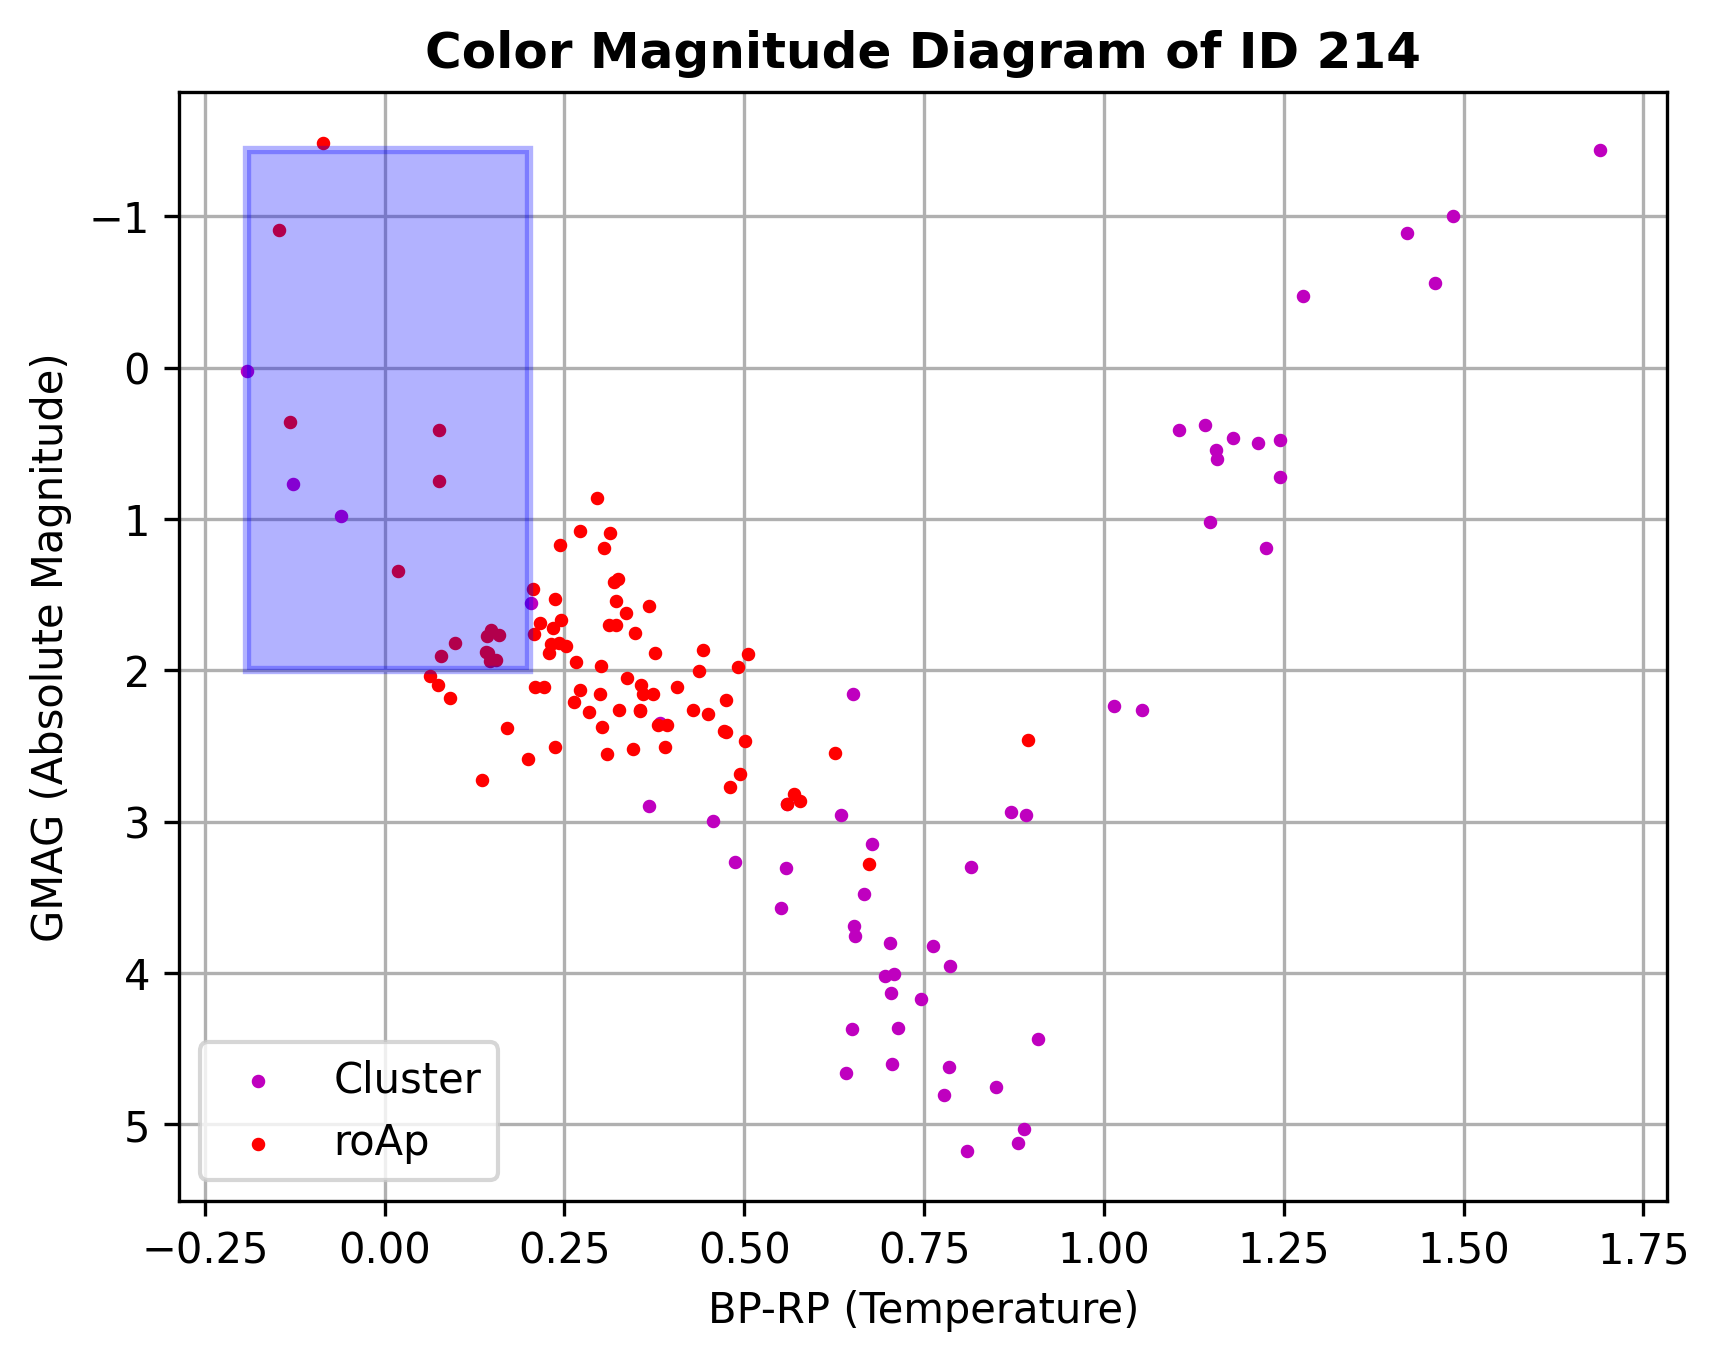 Color Magnitude Diagram of ID 214
GMAG (Absolute Magnitude)
−1
0
1
2
3
4
5
Cluster
roAp
−0.25 0.00 0.25 0.50 0.75 1.00 1.25 1.50 1.75
BP-RP (Temperature)